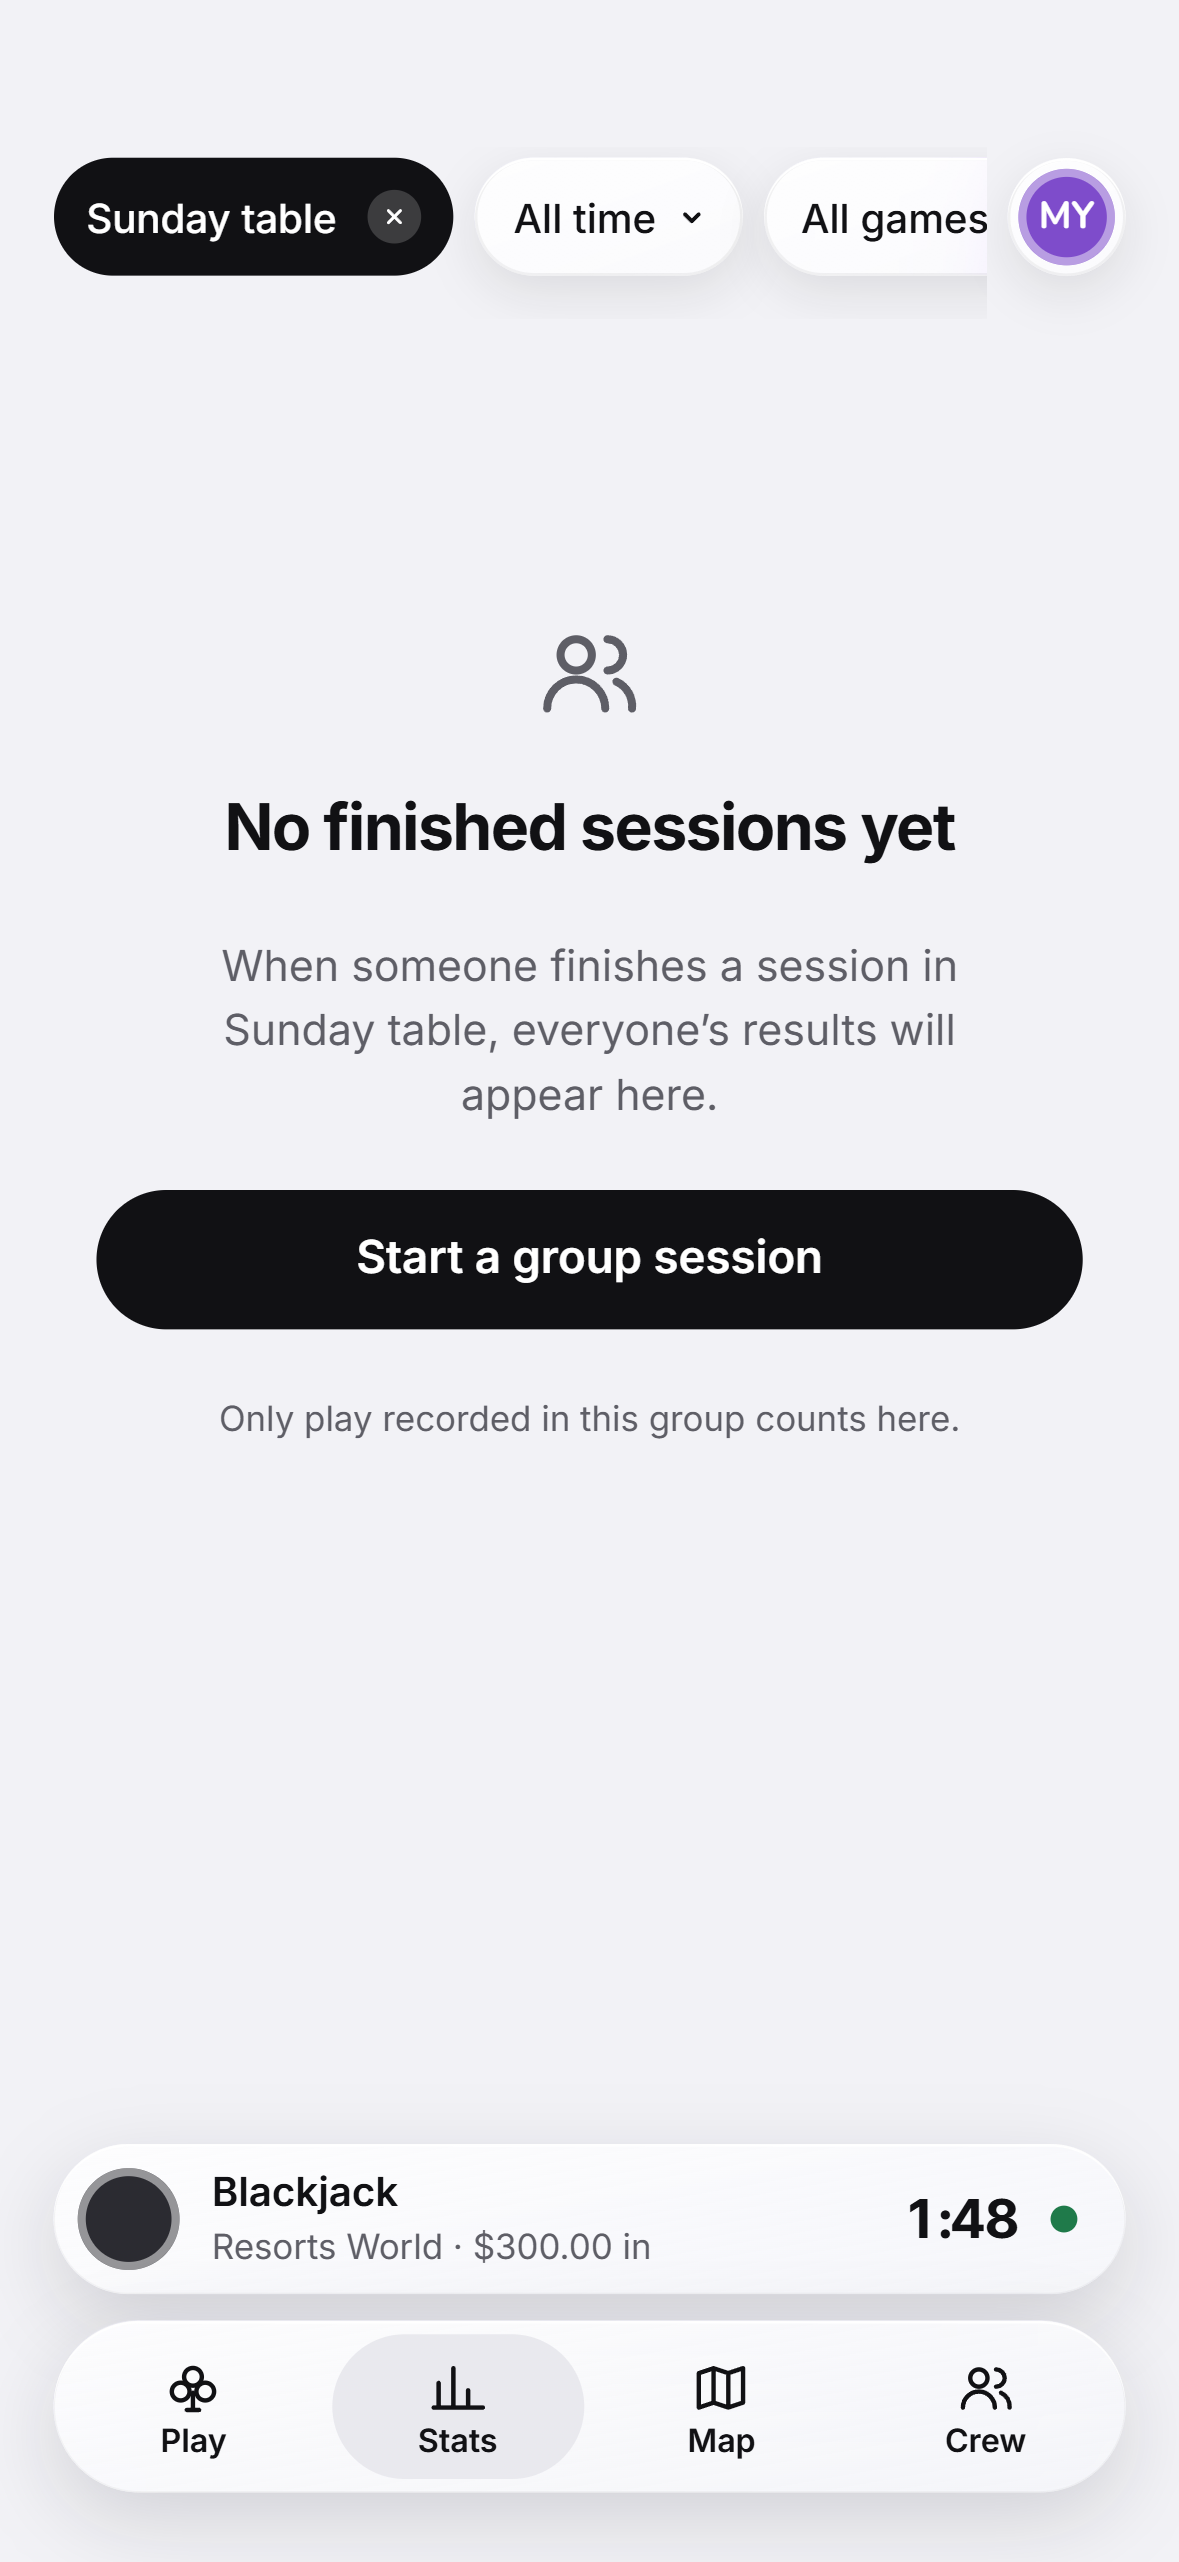 Sunday table
All time
All games
MY
No finished sessions yet
When someone finishes a session in
Sunday table, everyone’s results will
appear here.
Start a group session
Only play recorded in this group counts here.
Blackjack
Resorts World · $300.00 in
1:48
Play
Stats
Map
Crew